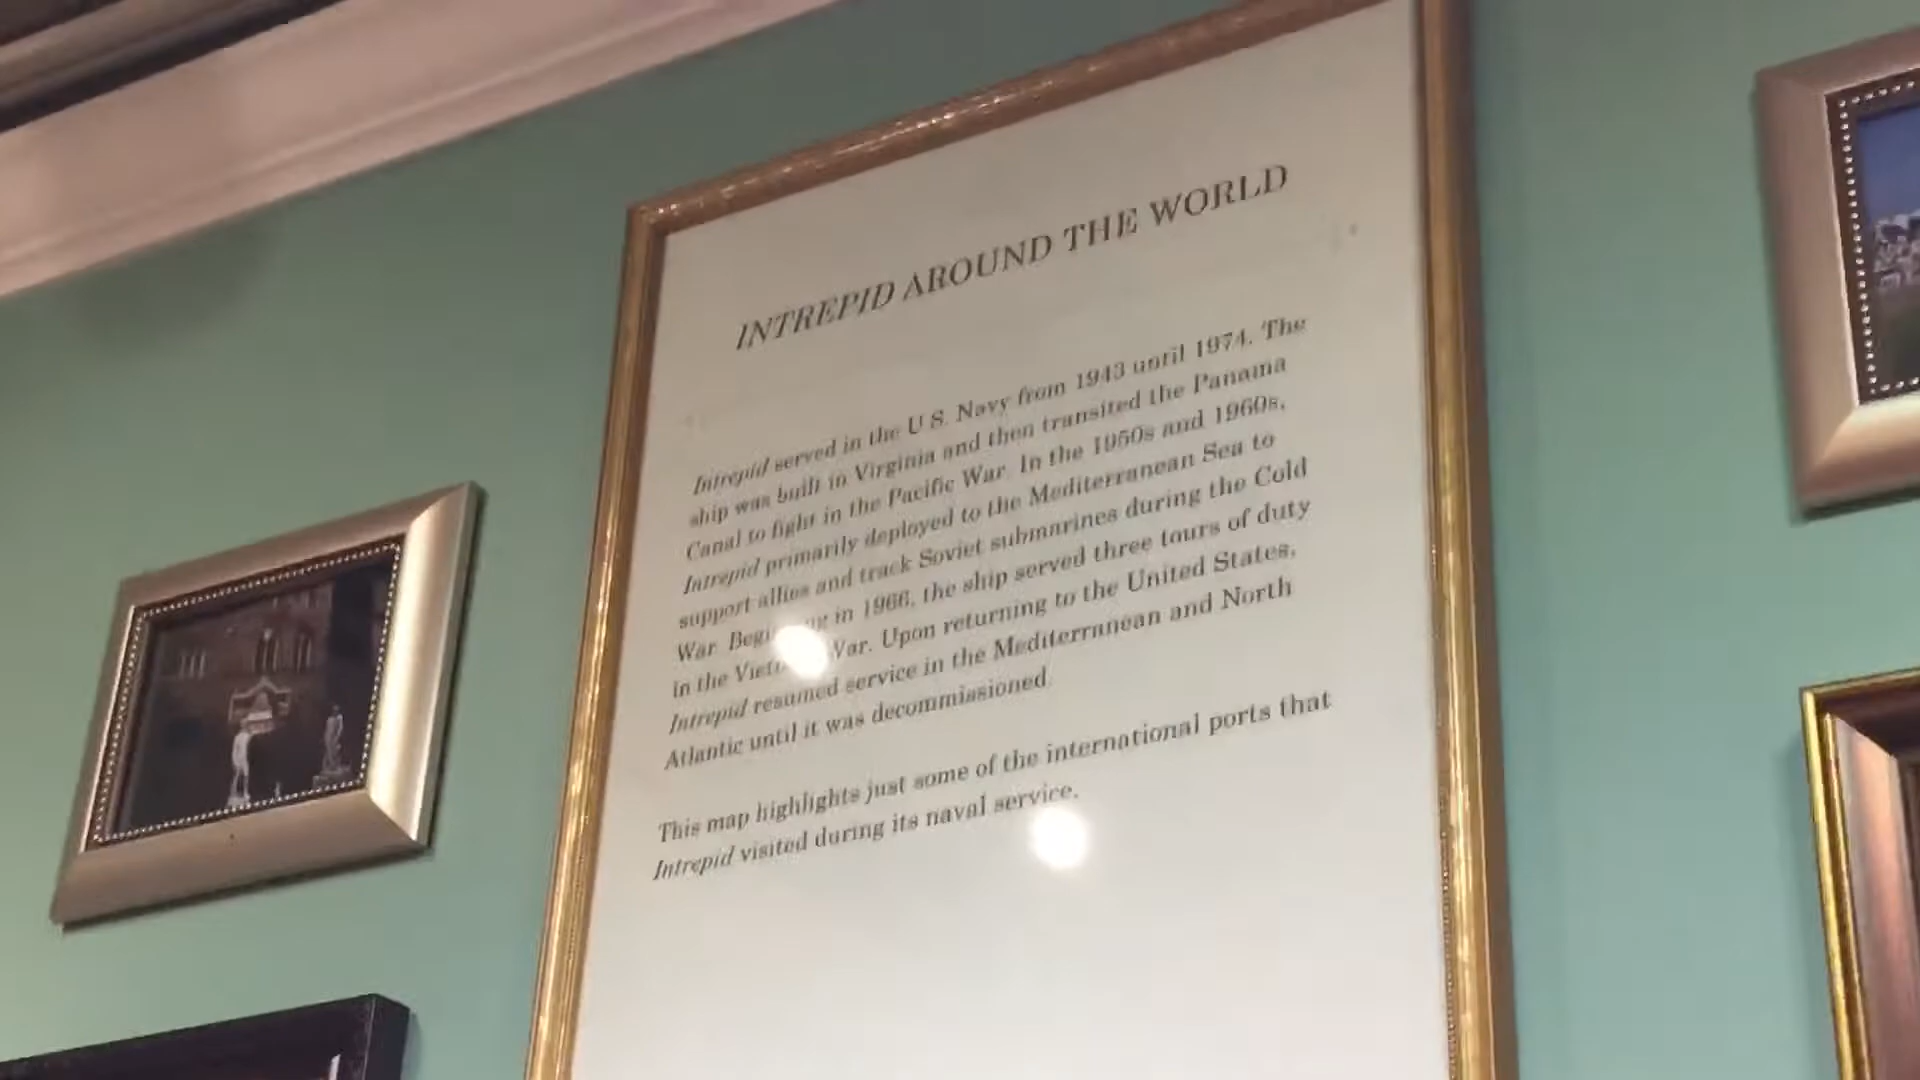 INTREPID AROUND THE WORLD
Intrepid served in the U.S. Navy from 1943 until 1974. The
ship was built in Virginia and then transited the Panama
Canal to fight in the Pacific War. In the 1950s and 1960s,
Intrepid primarily deployed to the Mediterranean Sea to
support allies and track Soviet submarines during the Cold
War. in 1966, the ship served three tours of duty
in the War. Upon returning to the United States,
Intrepid resumed service in the Mediterranean and North
Atlantic until it was decommissioned.
This map highlights just some of the international ports that
Intrepid visited during its naval service.